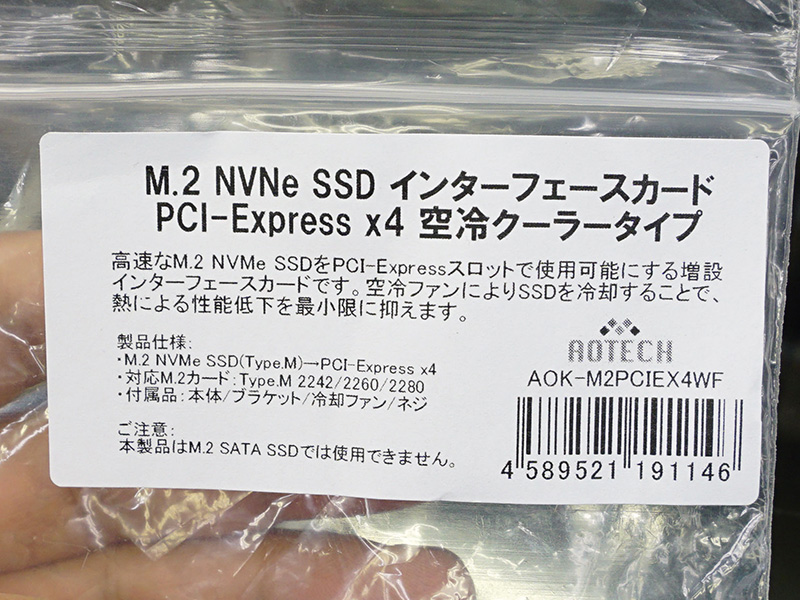 M.2 NVNe SSD インターフェースカード
PCI-Express x4 空冷クーラータイプ
高速なM.2 NVMe SSDをPCI-Expressスロットで使用可能にする増設
インターフェースカードです。空冷ファンによりSSDを冷却することで、
熱による性能低下を最小限に抑えます。
製品仕様:
・M.2 NVMe SSD(Type.M)→PCI-Express x4
・対応M.2カード:Type.M 2242/2260/2280
・付属品:本体/ブラケット/冷却ファン/ネジ
ご注意:
本製品はM.2 SATA SSDでは使用できません。
AOTECH
AOK-M2PCIEX4WF
4 589521 191146